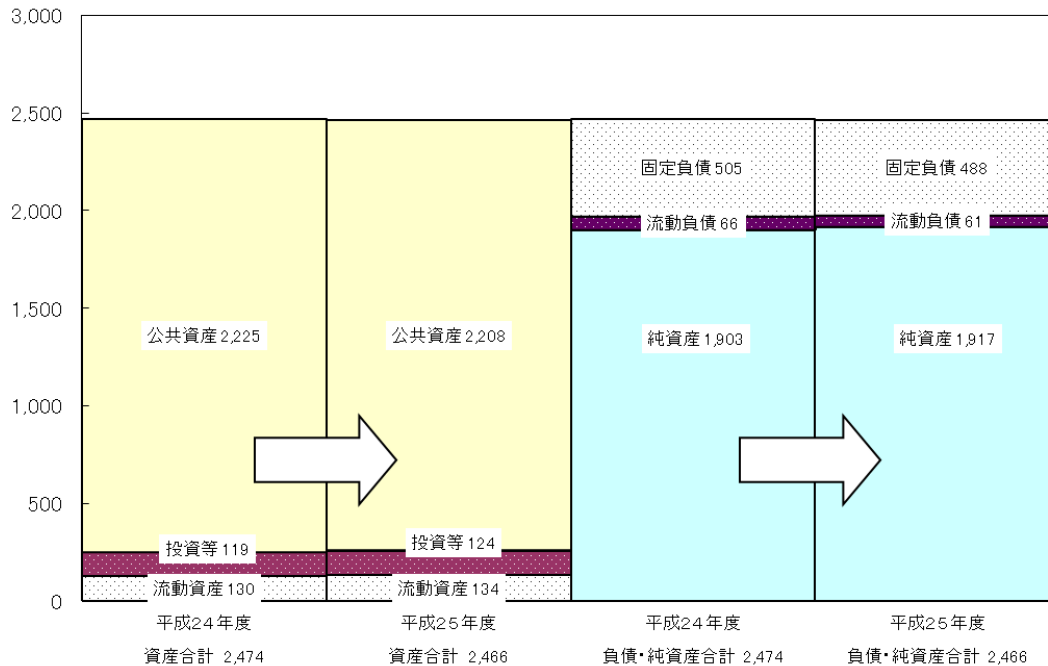 3,000
2,500
2,000
1,500
1,000
500
0
固定負債 505
固定負債 488
流動負債 66
流動負債 61
公共資産 2,225
公共資産 2,208
純資産 1,903
純資産 1,917
投資等 119
投資等 124
流動資産 130
流動資産 134
平成24年度
平成25年度
平成24年度
平成25年度
資産合計 2,474
資産合計 2,466
負債・純資産合計 2,474
負債・純資産合計 2,466